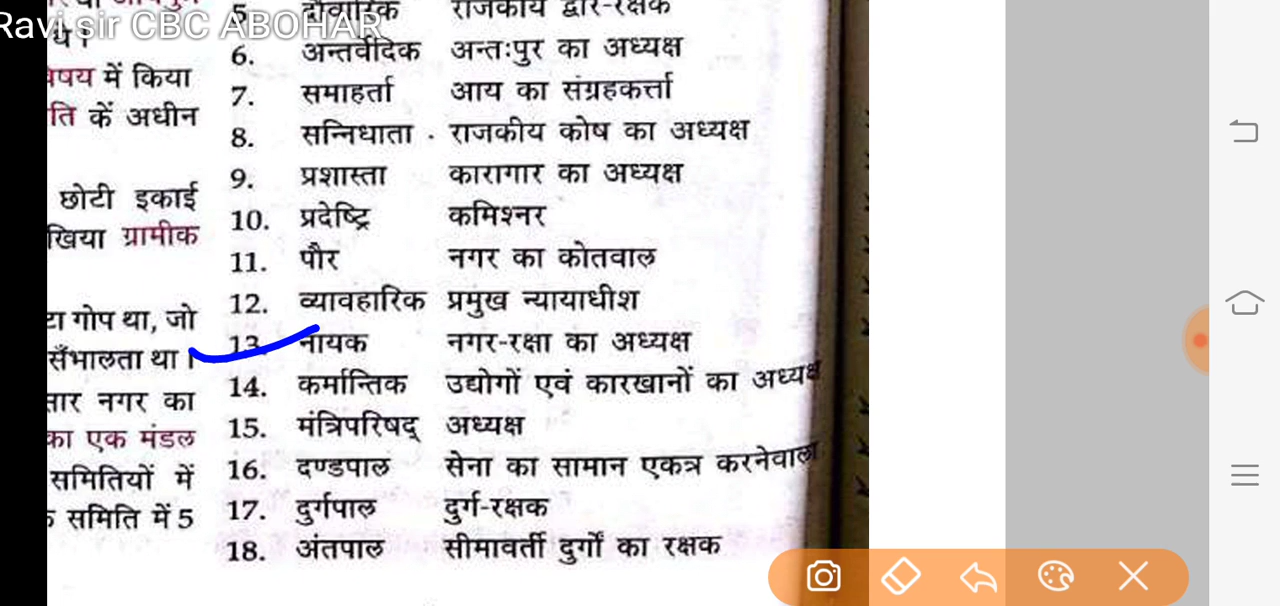 Ravi sir CBC ABOHAR
5. दौवारिक राजकीय द्वार-रक्षक
थे।
6. अन्तर्वेदिक अन्तःपुर का अध्यक्ष
विषय में किया
7. समाहर्ता आय का संग्रहकर्त्ता
ति कें अधीन
8. सन्निधाता राजकीय कोष का अध्यक्ष
9. प्रशास्ता कारागार का अध्यक्ष
छोटी इकाई
10. प्रदेष्ट्रि कमिश्नर
खिया ग्रामीक
11. पौर नगर का कोतवाल
12. व्यावहारिक प्रमुख न्यायाधीश
टा गोप था, जो
13. नायक नगर-रक्षा का अध्यक्ष
सँभालता था।
14. कर्मान्तिक उद्योगों एवं कारखानों का अध्यक्ष
सार नगर का
15. मंत्रिपरिषद् अध्यक्ष
का एक मंडल
16. दण्डपाल सेना का सामान एकत्र करनेवाला
समितियों में
17. दुर्गपाल दुर्ग-रक्षक
समिति में 5
18. अंतपाल सीमावर्ती दुर्गों का रक्षक